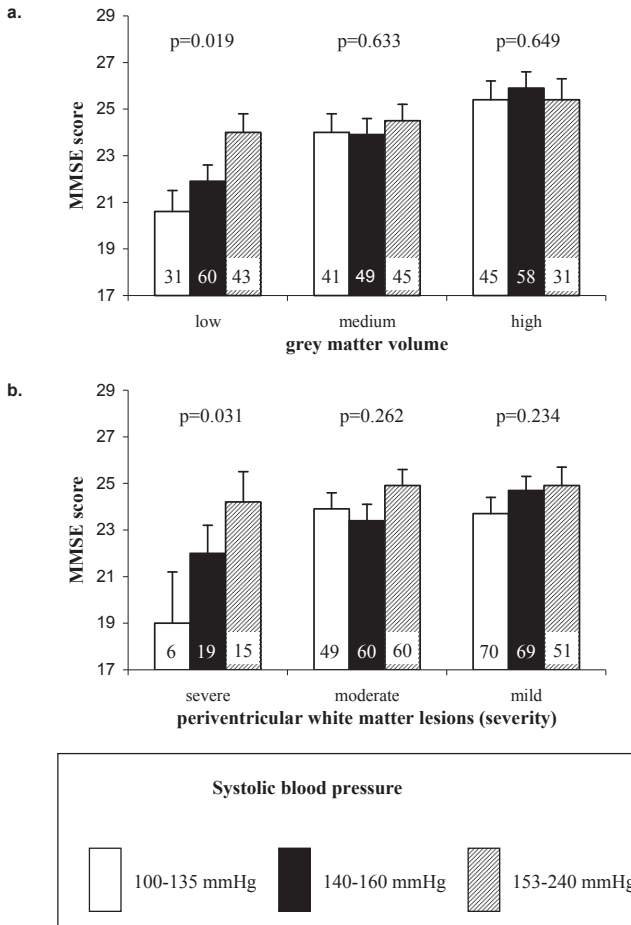 a.
p=0.019 p=0.633 p=0.649
MMSE score
29
27
25
23
21
19
17
31 60 43 41 49 45 45 58 31
low medium high
grey matter volume
b.
p=0.031 p=0.262 p=0.234
MMSE score
29
27
25
23
21
19
17
6 19 15 49 60 60 70 69 51
severe moderate mild
periventricular white matter lesions (severity)
Systolic blood pressure
100-135 mmHg 140-160 mmHg 153-240 mmHg